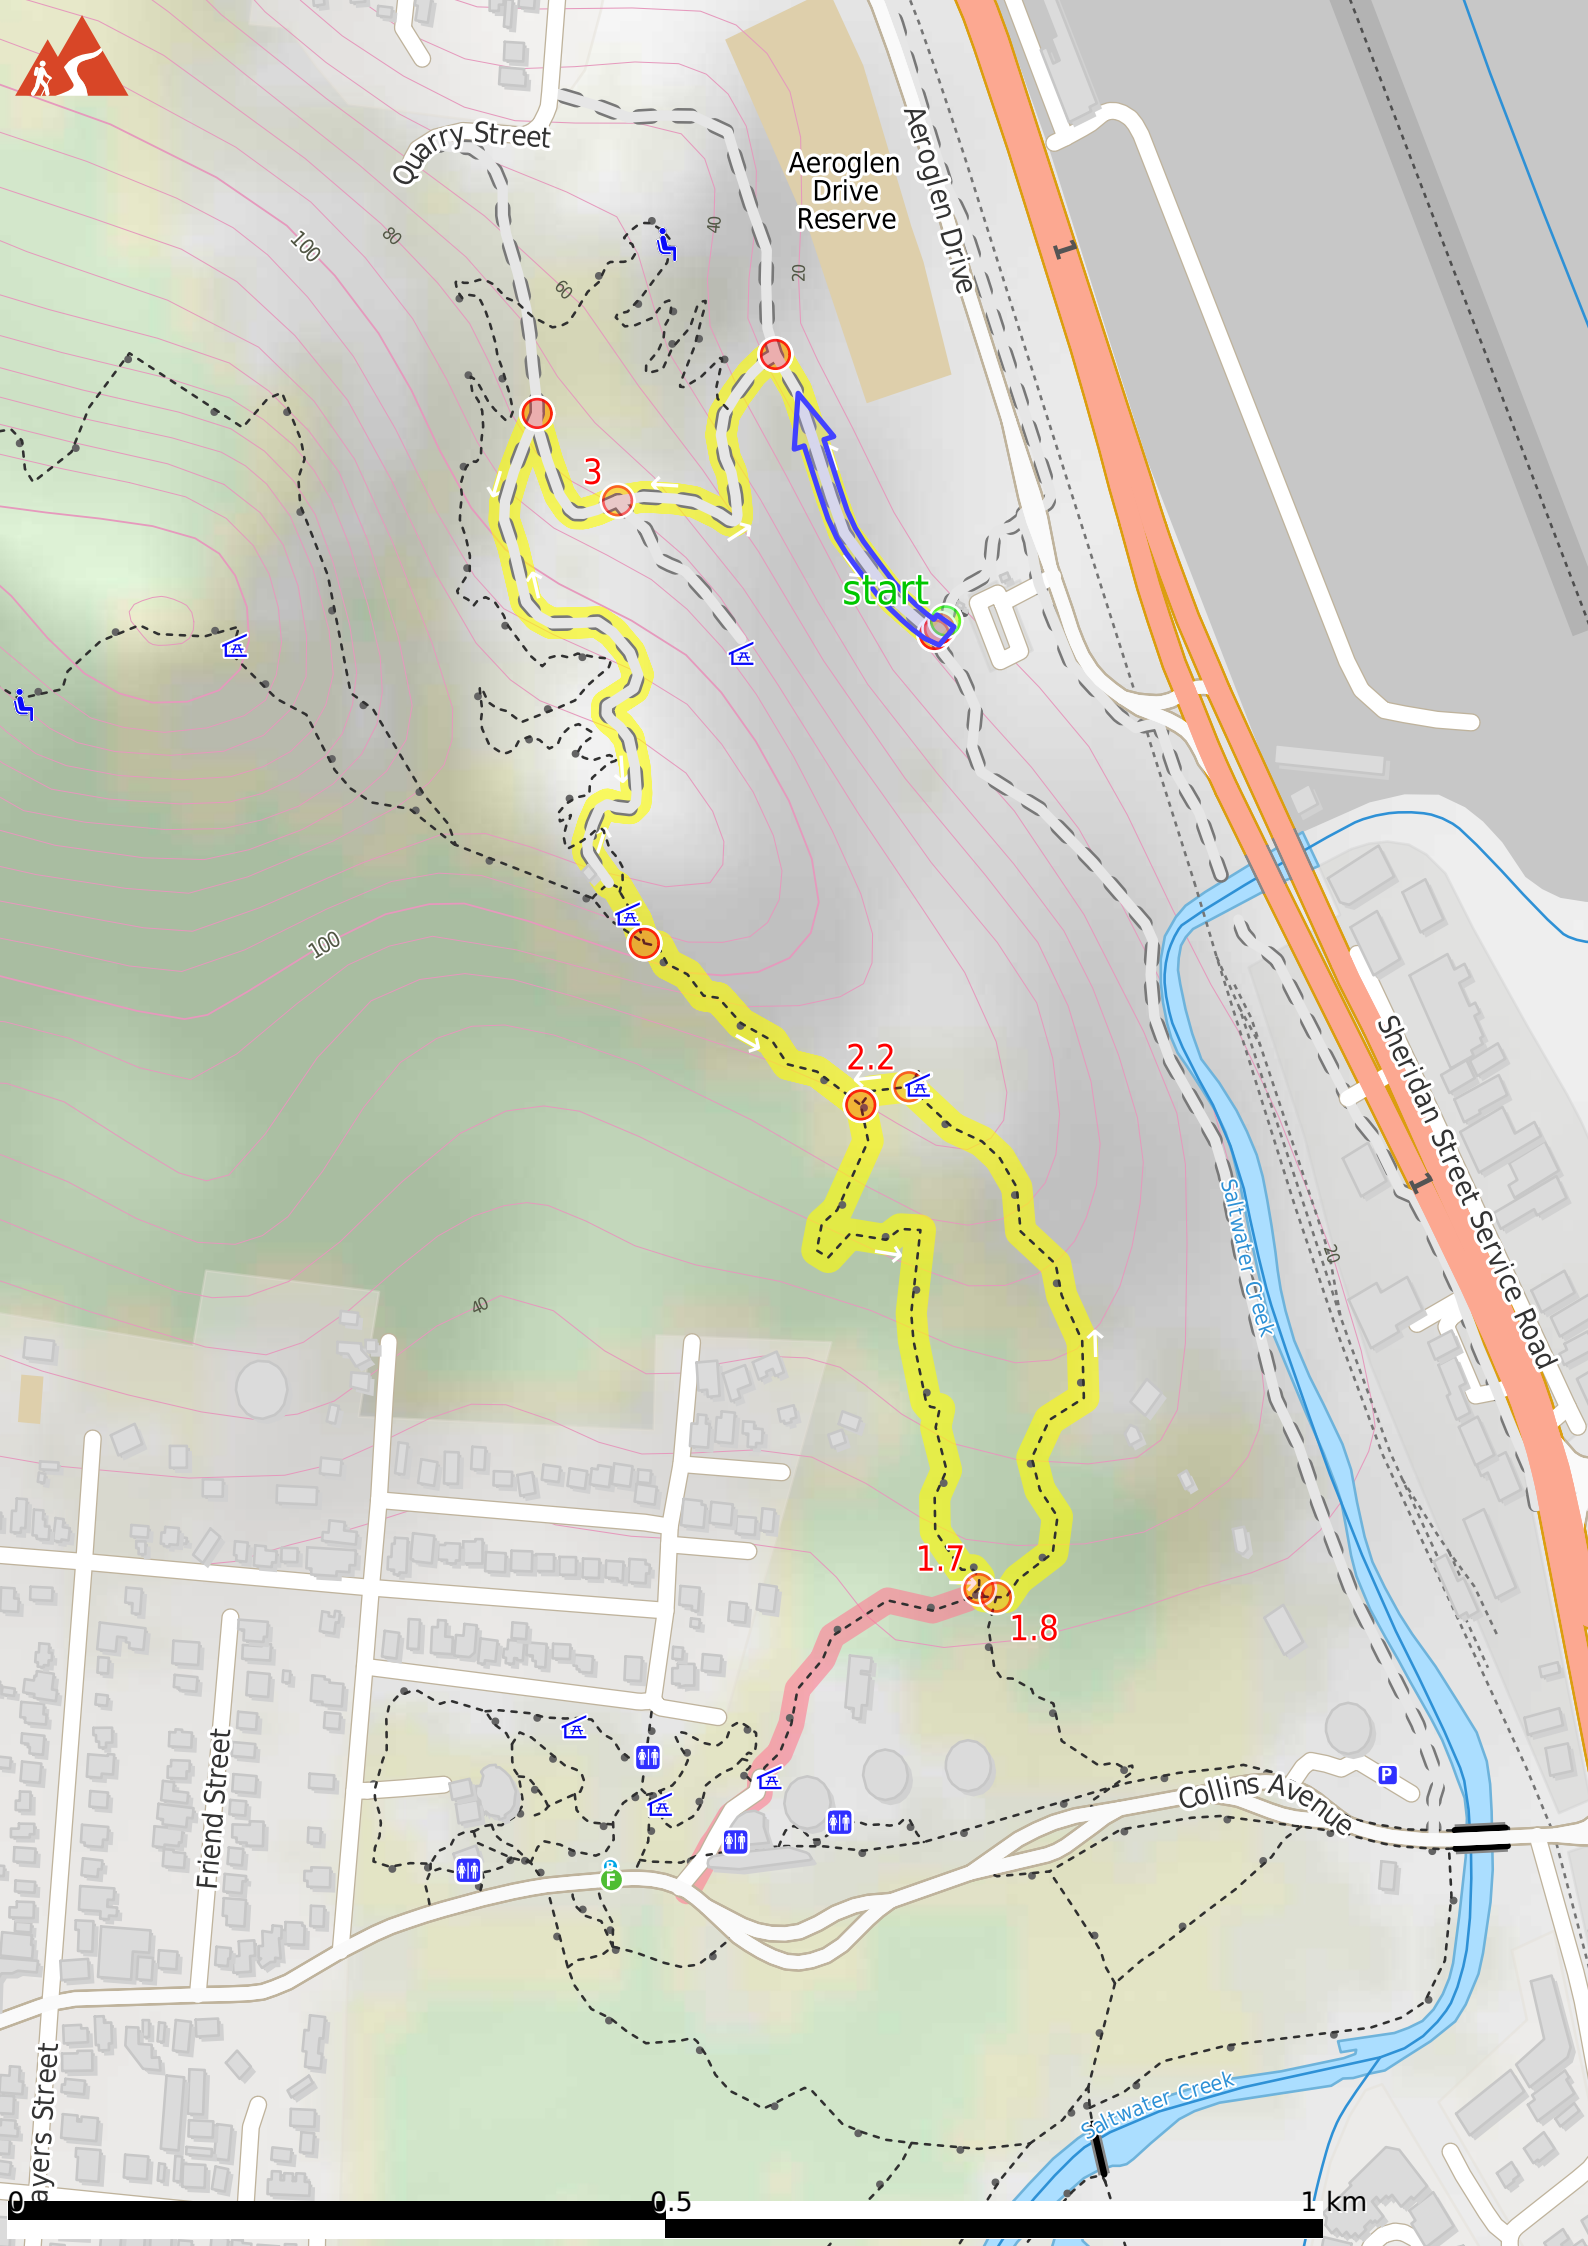 Quarry Street
Aeroglen
Drive
Reserve
Aeroglen Drive
1
100
80
60
40
20
3
start
100
2.2
Sheridan Street Service Road
1
Saltwater Creek
20
40
1.7
1.8
Friend Street
Collins Avenue
P
F
ayers Street
Saltwater Creek
0
0.5
1 km